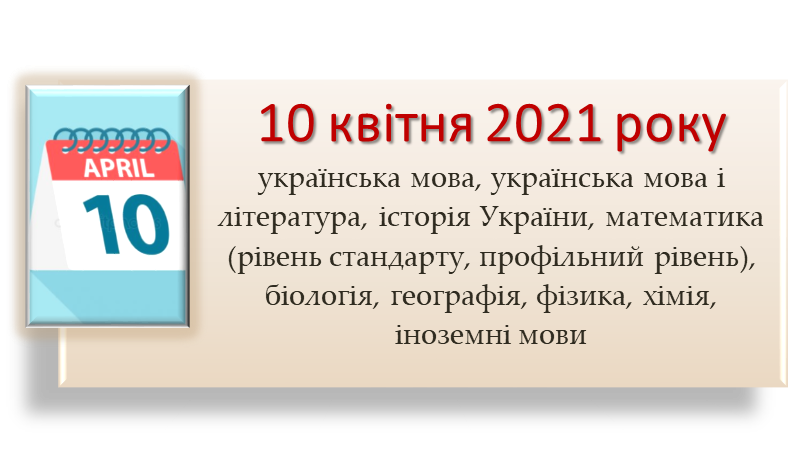 APRIL
10
10 квітня 2021 року
українська мова, українська мова і
література, історія України, математика
(рівень стандарту, профільний рівень),
біологія, географія, фізика, хімія,
іноземні мови